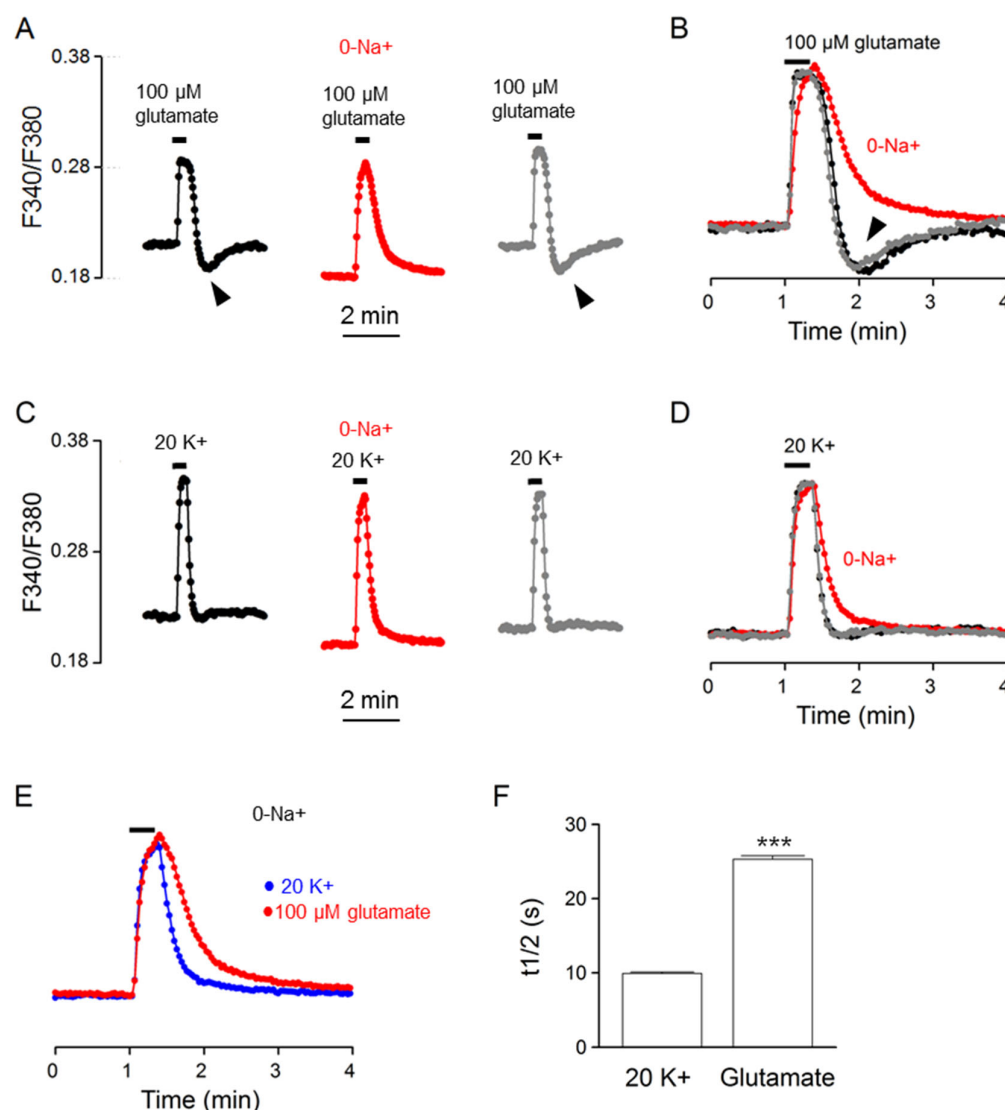 A
0-Na+
100 µM
glutamate
100 µM
glutamate
100 µM
glutamate
F340/F380
0.38
0.28
0.18
2 min
B
100 µM glutamate
0-Na+
0
1
2
3
4
Time (min)
C
0-Na+
20 K+
20 K+
20 K+
F340/F380
0.38
0.28
0.18
2 min
D
20 K+
0-Na+
0
1
2
3
4
Time (min)
E
0-Na+
20 K+
100 µM glutamate
0
1
2
3
4
Time (min)
F
***
t1/2 (s)
30
20
10
0
20 K+
Glutamate